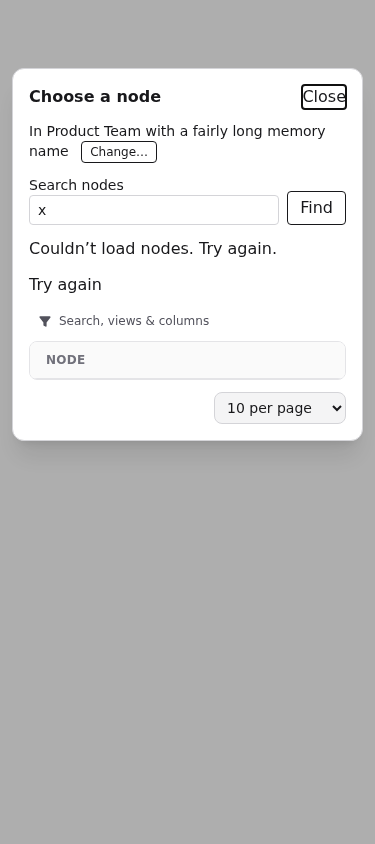 Choose a node
Close
In Product Team with a fairly long memory
name Change…
Search nodes
x
Find
Couldn’t load nodes. Try again.
Try again
Search, views & columns
NODE
10 per page